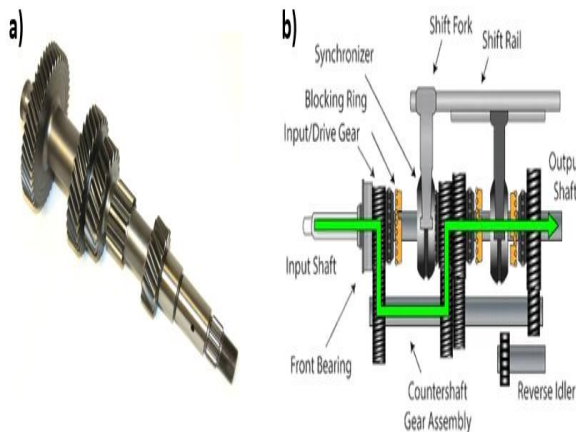 a)
b)
Shift Fork
Shift Rail
Synchronizer
Blocking Ring
Input/Drive Gear
Output
Shaft
Input Shaft
Front Bearing
Countershaft
Gear Assembly
Reverse Idler